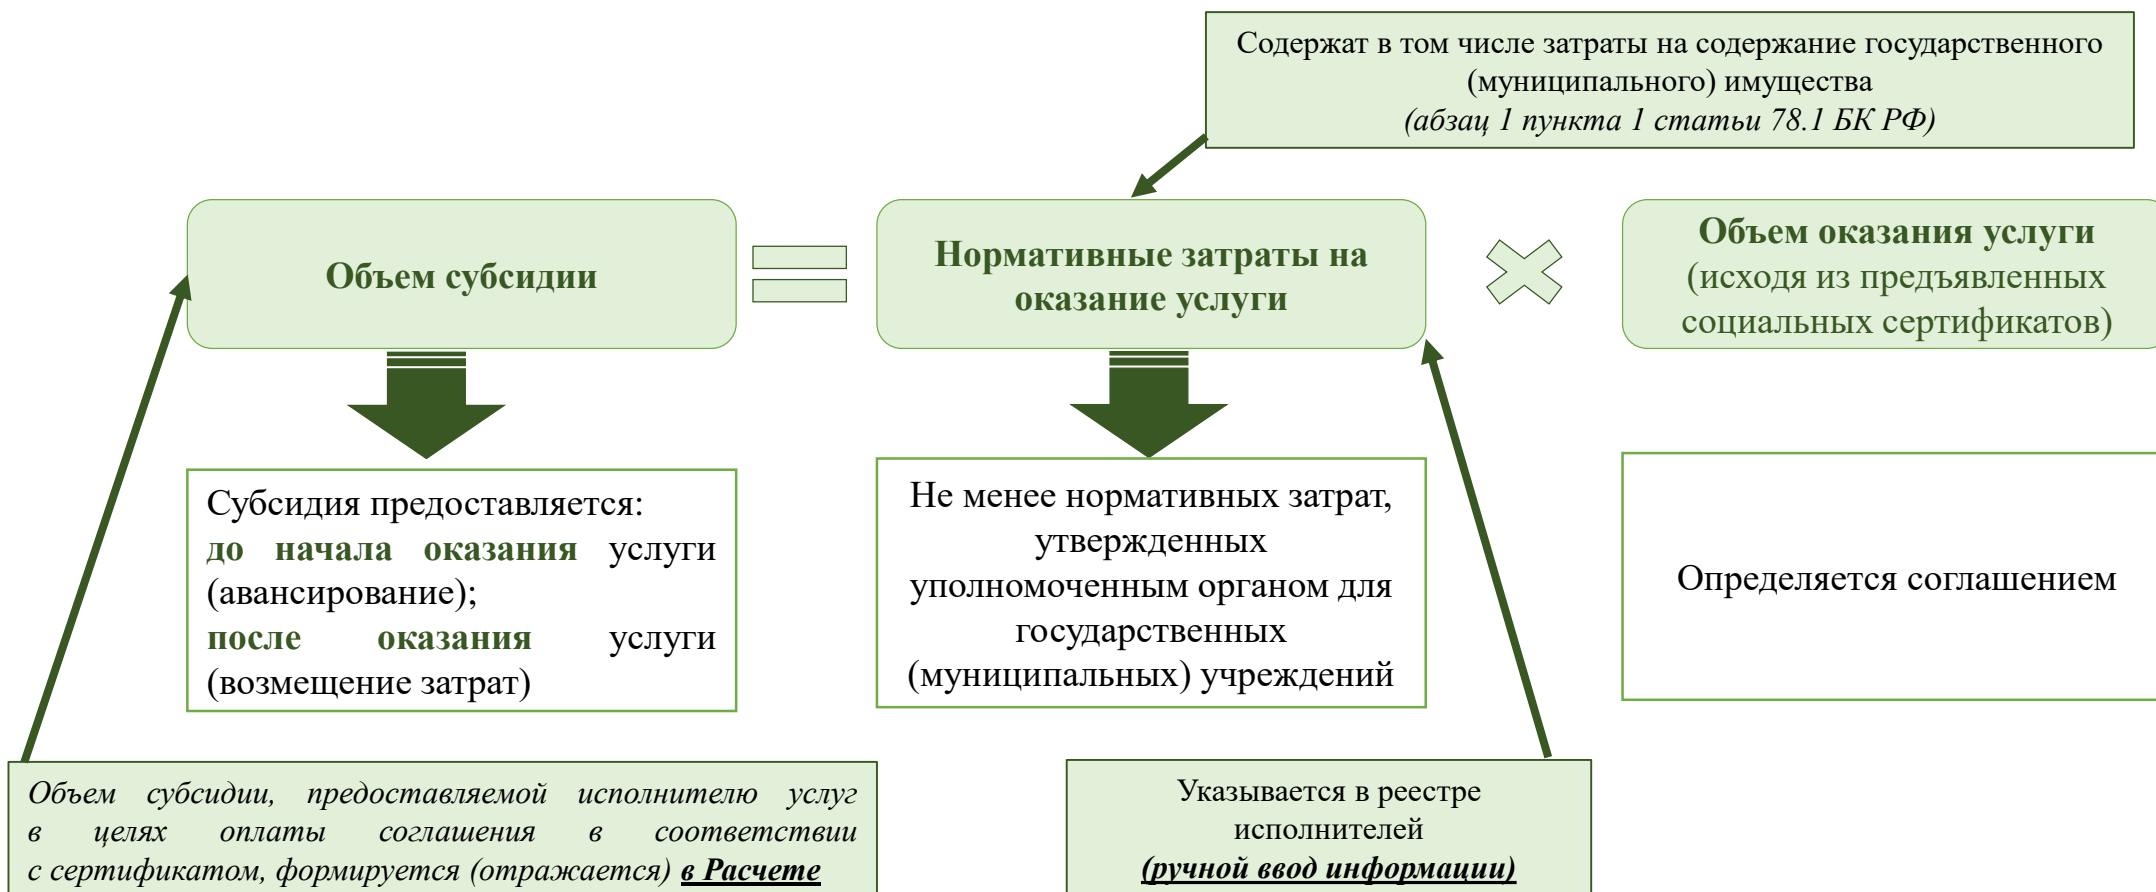 Содержат в том числе затраты на содержание государственного
(муниципального) имущества
(абзац 1 пункта 1 статьи 78.1 БК РФ)
Объем субсидии
Нормативные затраты на
оказание услуги
Объем оказания услуги
(исходя из предъявленных
социальных сертификатов)
Субсидия предоставляется:
до начала оказания услуги
(авансирование);
после оказания услуги
(возмещение затрат)
Не менее нормативных затрат,
утвержденных
уполномоченным органом для
государственных
(муниципальных) учреждений
Определяется соглашением
Объем субсидии, предоставляемой исполнителю услуг
в целях оплаты соглашения в соответствии
с сертификатом, формируется (отражается) в Расчете
Указывается в реестре
исполнителей
(ручной ввод информации)